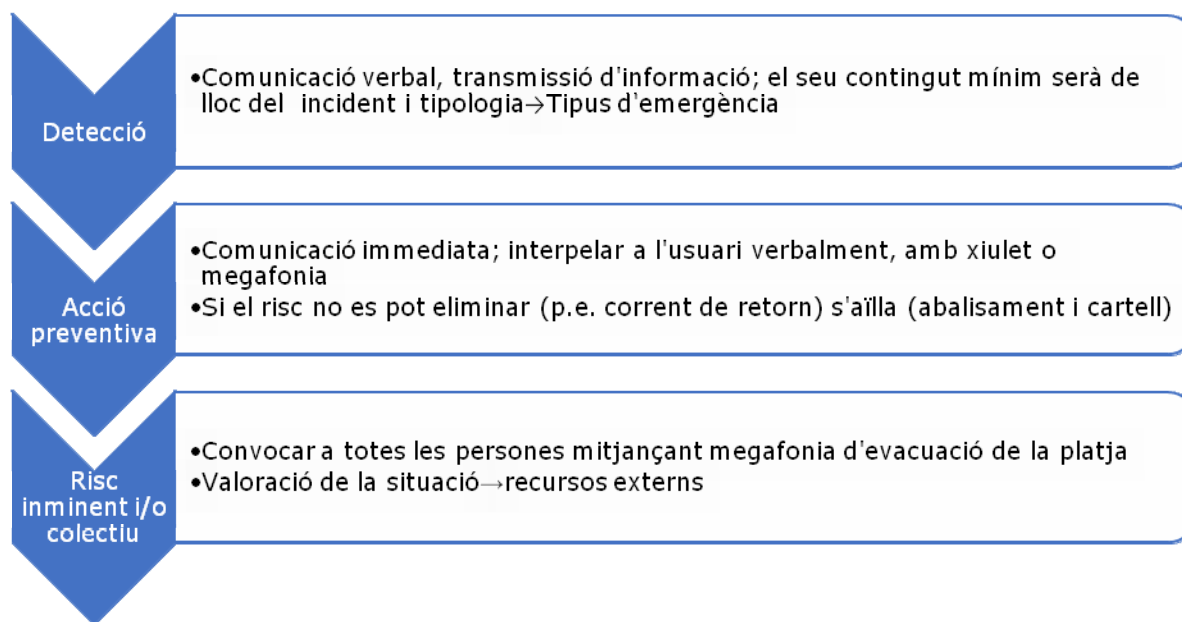 Detecció
•Comunicació verbal, transmissió d'informació; el seu contingut mínim serà de
lloc del incident i tipologia→Tipus d'emergència
Acció
preventiva
•Comunicació immediata; interpelar a l'usuari verbalment, amb xiulet o
megafonia
•Si el risc no es pot eliminar (p.e. corrent de retorn) s'aïlla (abalisament i cartell)
Risc
inminent i/o
colectiu
•Convocar a totes les persones mitjançant megafonia d'evacuació de la platja
•Valoració de la situació→recursos externs